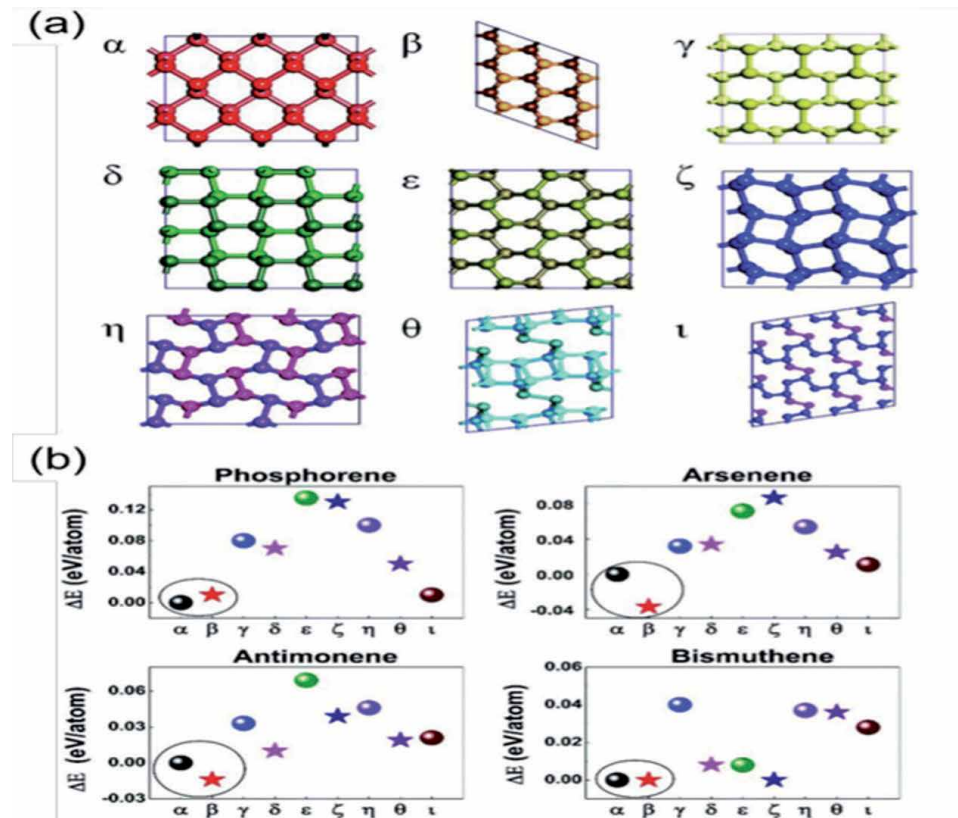 (a)
α β γ
δ ε ζ
η θ ι
(b)
Phosphorene Arsenene
ΔE (eV/atom)
0.12
0.08
0.04
0.00
α β γ δ ε ζ η θ ι
ΔE (eV/atom)
0.08
0.04
0.00
-0.04
α β γ δ ε ζ η θ ι
Antimonene Bismuthene
ΔE (eV/atom)
0.06
0.03
0.00
-0.03
α β γ δ ε ζ η θ ι
ΔE (eV/atom)
0.06
0.04
0.02
0.00
α β γ δ ε ζ η θ ι